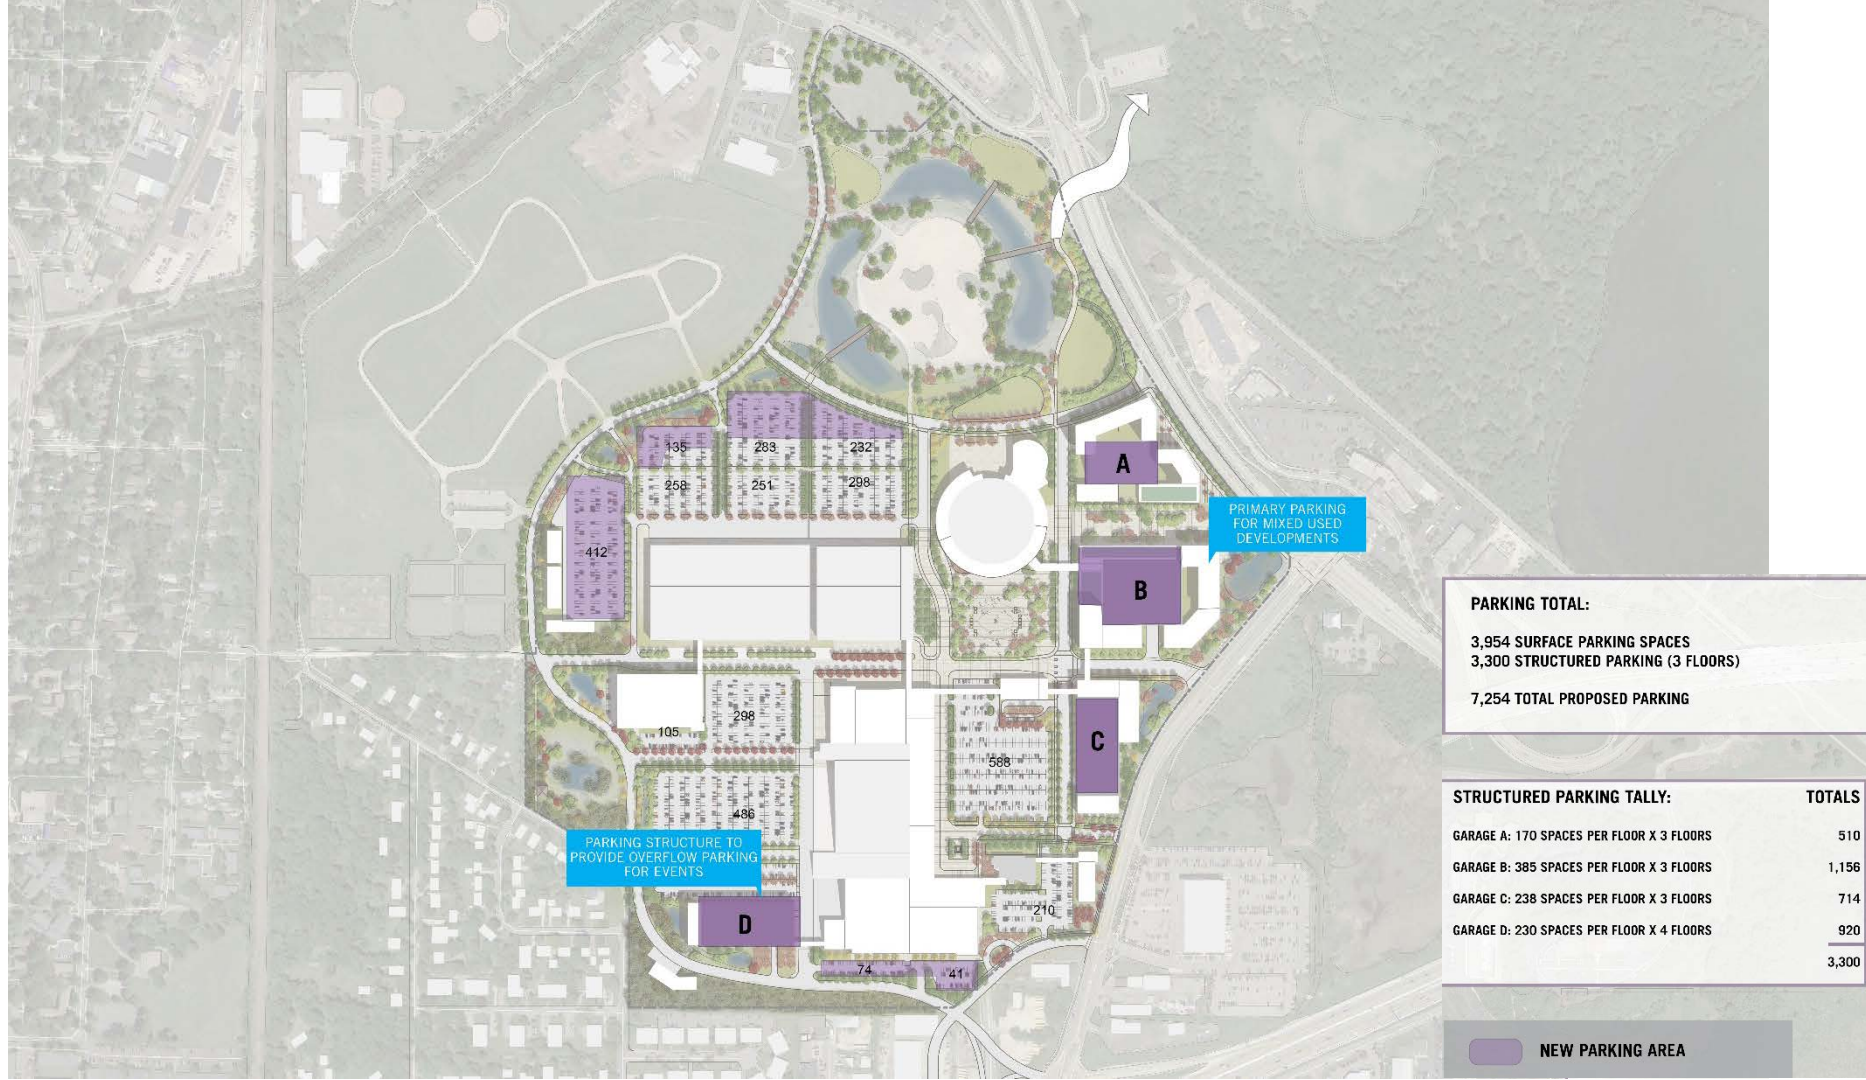 135
283
232
258
251
298
412
A
PRIMARY PARKING
FOR MIXED USED
DEVELOPMENTS
B
298
105
588
C
486
PARKING STRUCTURE TO
PROVIDE OVERFLOW PARKING
FOR EVENTS
D
210
74
41
PARKING TOTAL:
3,954 SURFACE PARKING SPACES
3,300 STRUCTURED PARKING (3 FLOORS)
7,254 TOTAL PROPOSED PARKING
STRUCTURED PARKING TALLY: TOTALS
GARAGE A: 170 SPACES PER FLOOR X 3 FLOORS 510
GARAGE B: 385 SPACES PER FLOOR X 3 FLOORS 1,156
GARAGE C: 238 SPACES PER FLOOR X 3 FLOORS 714
GARAGE D: 230 SPACES PER FLOOR X 4 FLOORS 920
3,300
NEW PARKING AREA